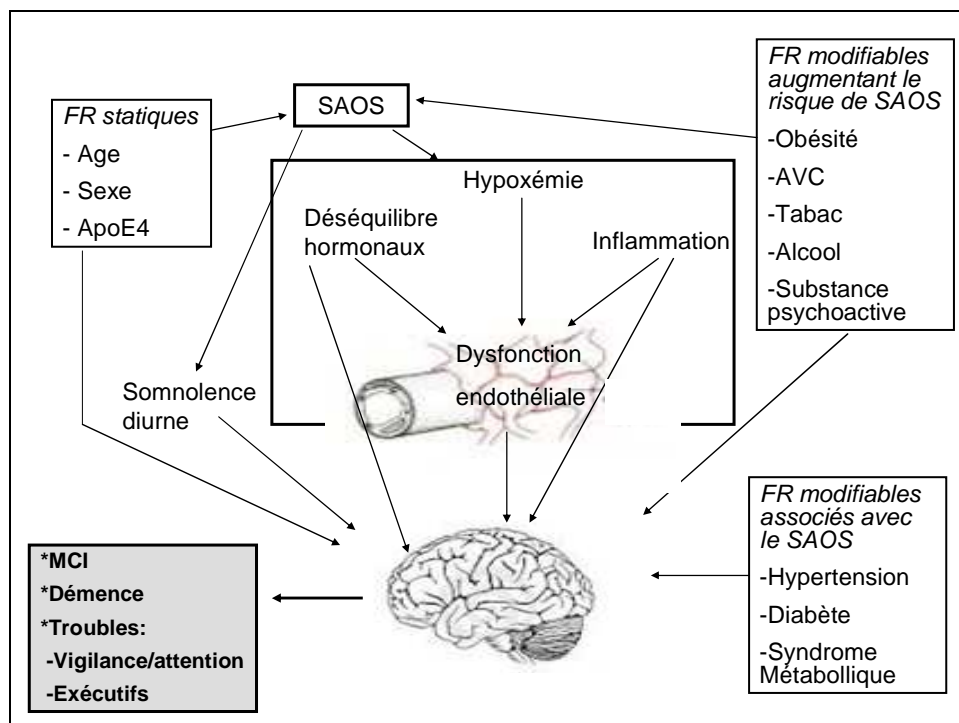 SAOS
FR statiques
- Age
- Sexe
- ApoE4
FR modifiables
augmentant le
risque de SAOS
-Obésité
-AVC
-Tabac
-Alcool
-Substance
psychoactive
Hypoxémie
Déséquilibre
hormonaux
Inflammation
Dysfonction
endothéliale
Somnolence
diurne
FR modifiables
associés avec
le SAOS
-Hypertension
-Diabète
-Syndrome
Métabollique
*MCI
*Démence
*Troubles:
-Vigilance/attention
-Exécutifs